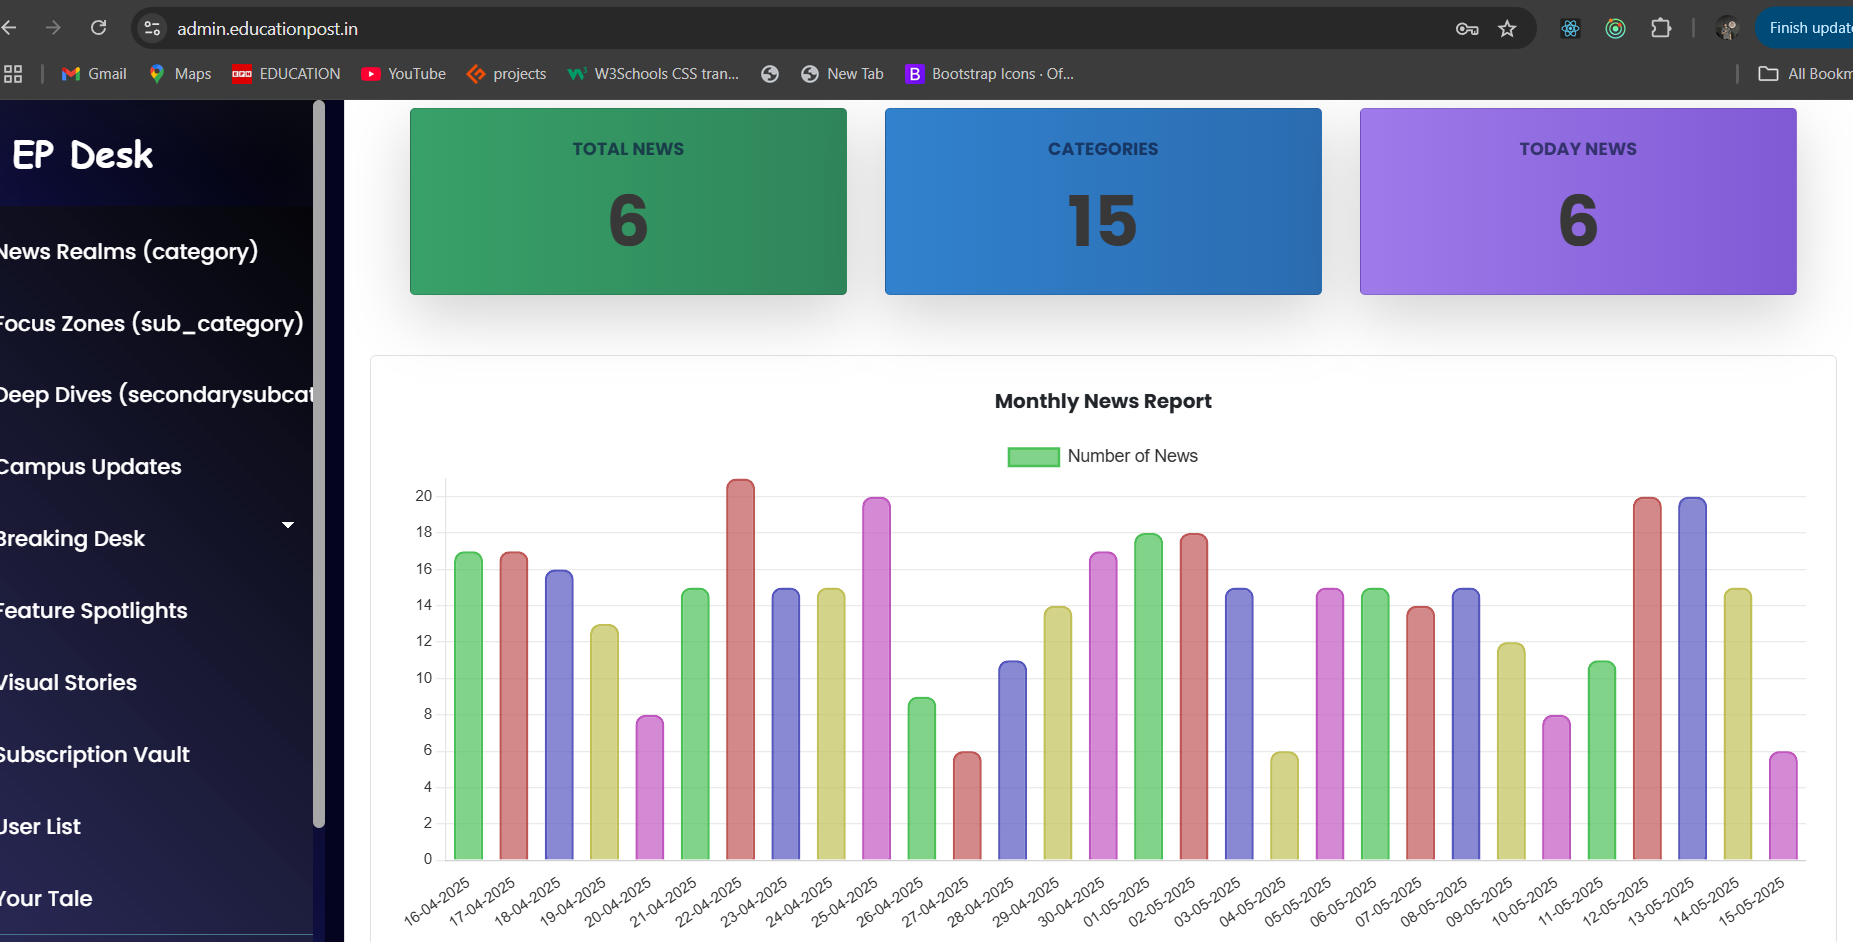 admin.educationpost.in
Finish update
Gmail
Maps
EDUCATION
YouTube
projects
W3Schools CSS tran...
New Tab
B Bootstrap Icons · Of...
All Bookm
EP Desk
News Realms (category)
Focus Zones (sub_category)
Deep Dives (secondarysubcat
Campus Updates
Breaking Desk
Feature Spotlights
Visual Stories
Subscription Vault
User List
Your Tale
TOTAL NEWS
6
CATEGORIES
15
TODAY NEWS
6
Monthly News Report
Number of News
20
18
16
14
12
10
8
6
4
2
0
16-04-2025
17-04-2025
18-04-2025
19-04-2025
20-04-2025
21-04-2025
22-04-2025
23-04-2025
24-04-2025
25-04-2025
26-04-2025
27-04-2025
28-04-2025
29-04-2025
30-04-2025
01-05-2025
02-05-2025
03-05-2025
04-05-2025
05-05-2025
06-05-2025
07-05-2025
08-05-2025
09-05-2025
10-05-2025
11-05-2025
12-05-2025
13-05-2025
14-05-2025
15-05-2025